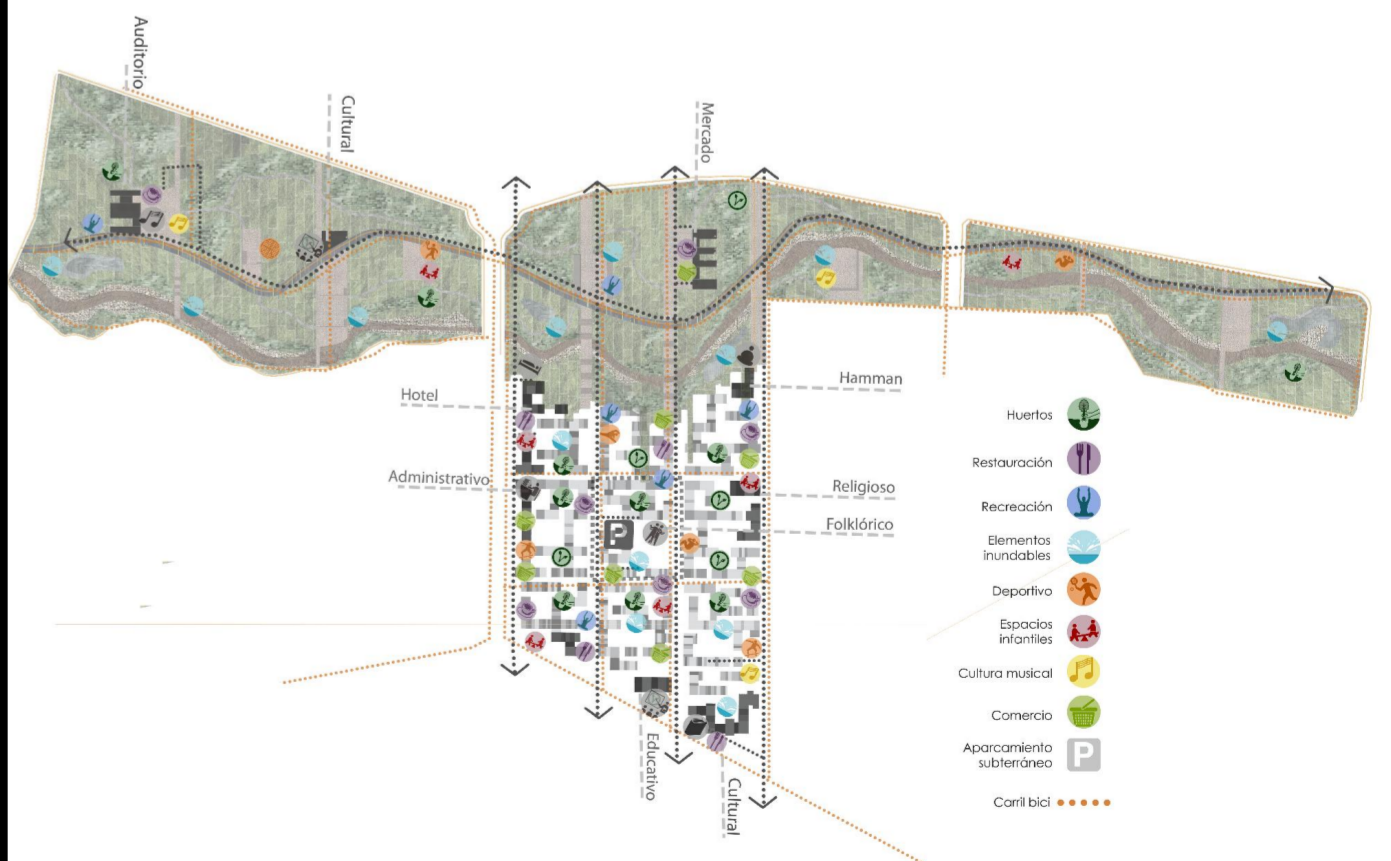 Auditorio
Cultural
Mercado
Hotel
Hamman
Administrativo
Religioso
Folklórico
P
Educativo
Cultural
Huertos
Restauración
Recreación
Elementos
inundables
Deportivo
Espacios
infantiles
Cultura musical
Comercio
Aparcamiento
subterráneo
P
Carril bici